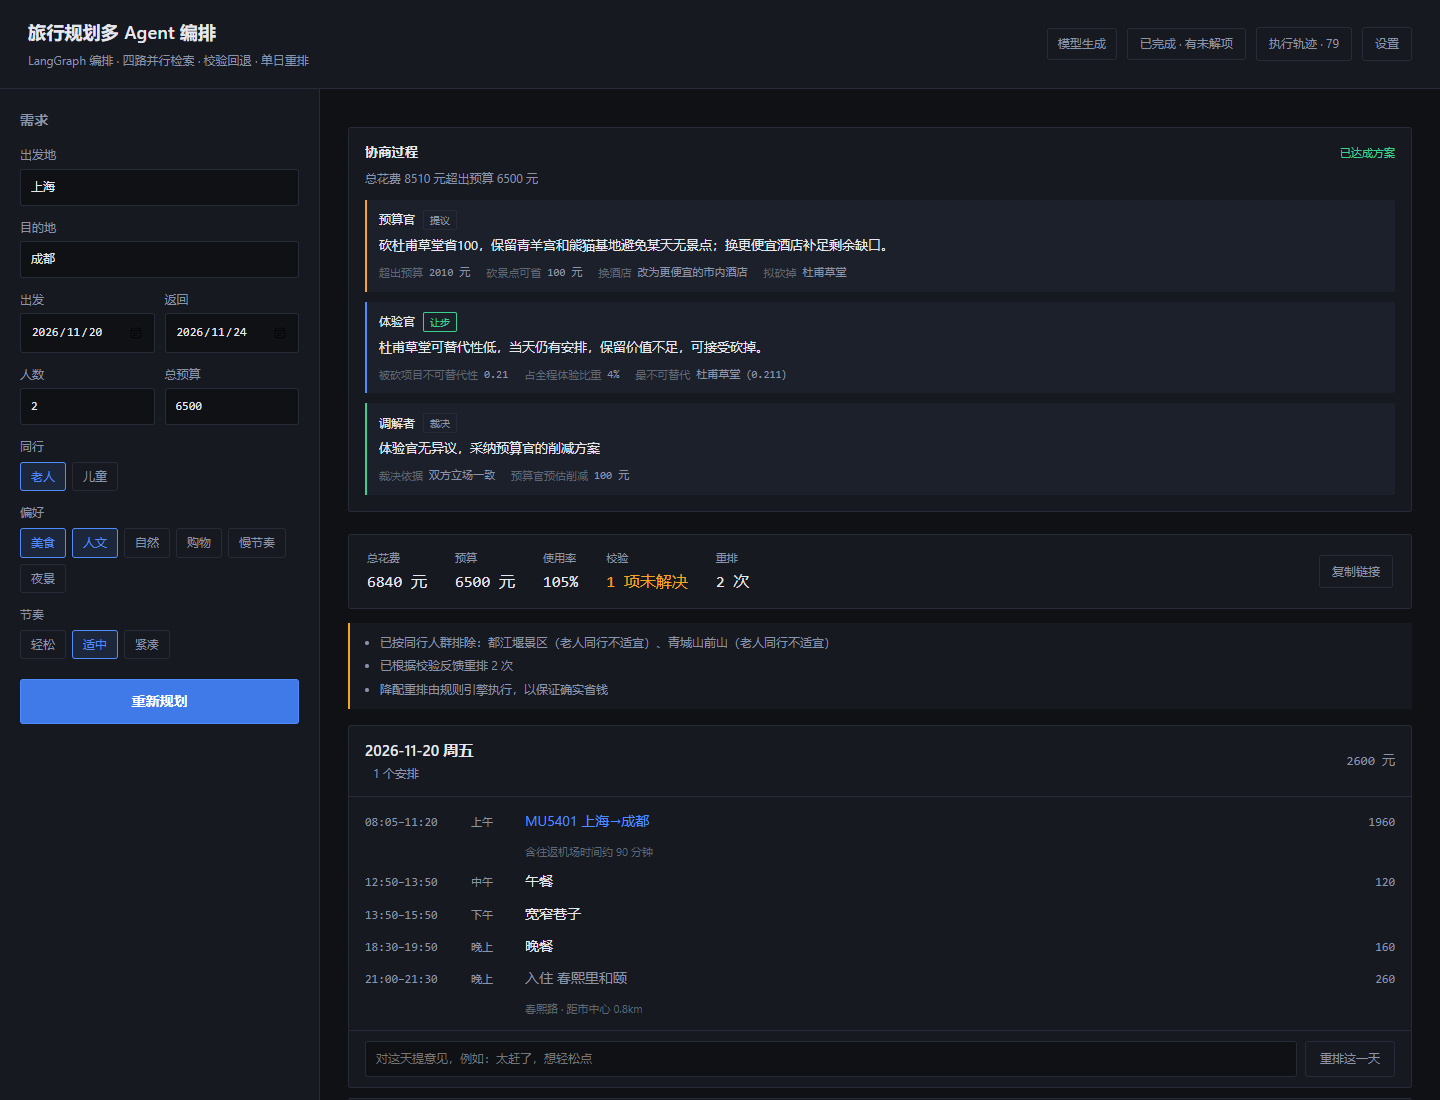 旅行规划多 Agent 编排
LangGraph 编排 · 四路并行检索 · 校验回退 · 单日重排
模型生成
已完成 · 有未解项
执行轨迹 · 79
设置
需求
出发地
上海
目的地
成都
出发
返回
2026/11/20
2026/11/24
人数
总预算
2
6500
同行
老人
儿童
偏好
美食
人文
自然
购物
慢节奏
夜景
节奏
轻松
适中
紧凑
重新规划
协商过程
已达成方案
总花费 8510 元超出预算 6500 元
预算官 提议
砍杜甫草堂省100，保留青羊宫和熊猫基地避免某天无景点；换更便宜酒店补足剩余缺口。
超出预算 2010 元 砍景点可省 100 元 换酒店 改为更便宜的市内酒店 拟砍掉 杜甫草堂
体验官 让步
杜甫草堂可替代性低，当天仍有安排，保留价值不足，可接受砍掉。
被砍项目不可替代性 0.21 占全程体验比重 4% 最不可替代 杜甫草堂（0.211）
调解者 裁决
体验官无异议，采纳预算官的削减方案
裁决依据 双方立场一致 预算官预估削减 100 元
总花费
预算
使用率
校验
重排
6840 元
6500 元
105%
1 项未解决
2 次
复制链接
已按同行人群排除：都江堰景区（老人同行不适宜）、青城山前山（老人同行不适宜）
已根据校验反馈重排 2 次
降配重排由规则引擎执行，以保证确实省钱
2026-11-20 周五
1 个安排
2600 元
08:05–11:20 上午 MU5401 上海→成都 1960
含往返机场时间约 90 分钟
12:50–13:50 中午 午餐 120
13:50–15:50 下午 宽窄巷子
18:30–19:50 晚上 晚餐 160
21:00–21:30 晚上 入住 春熙里和颐 260
春熙路 · 距市中心 0.8km
对这天提意见，例如：太赶了，想轻松点
重排这一天